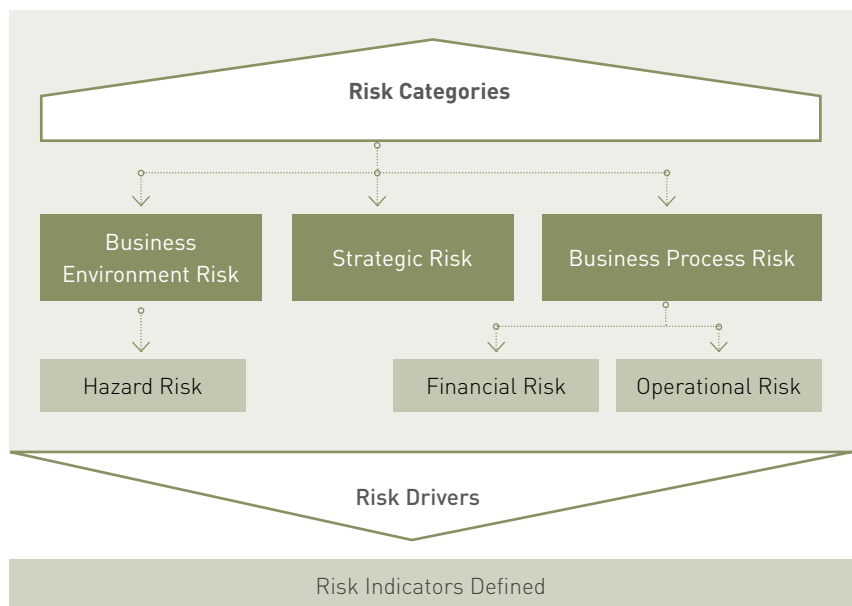 Risk Categories
Business
Environment Risk
Strategic Risk
Business Process Risk
Hazard Risk
Financial Risk
Operational Risk
Risk Drivers
Risk Indicators Defined